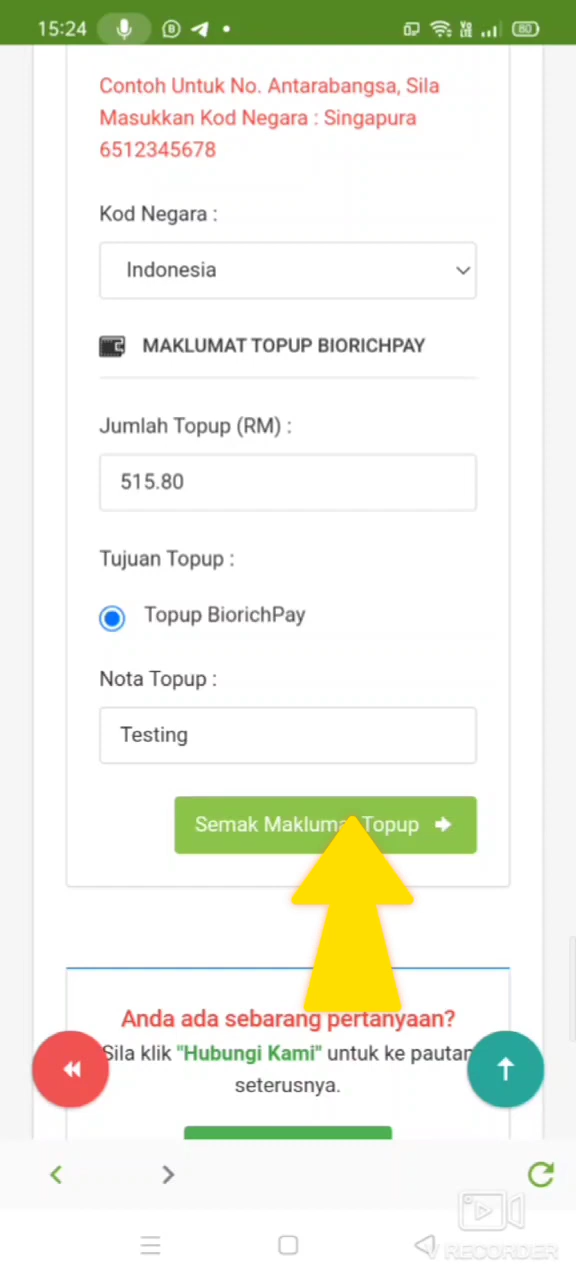 15:24
80
Contoh Untuk No. Antarabangsa, Sila
Masukkan Kod Negara : Singapura
6512345678
Kod Negara :
Indonesia
MAKLUMAT TOPUP BIORICHPAY
Jumlah Topup (RM) :
515.80
Tujuan Topup :
Topup BiorichPay
Nota Topup :
Testing
Semak Maklumat Topup
Anda ada sebarang pertanyaan?
Sila klik "Hubungi Kami" untuk ke pautan
seterusnya.
RECORDER